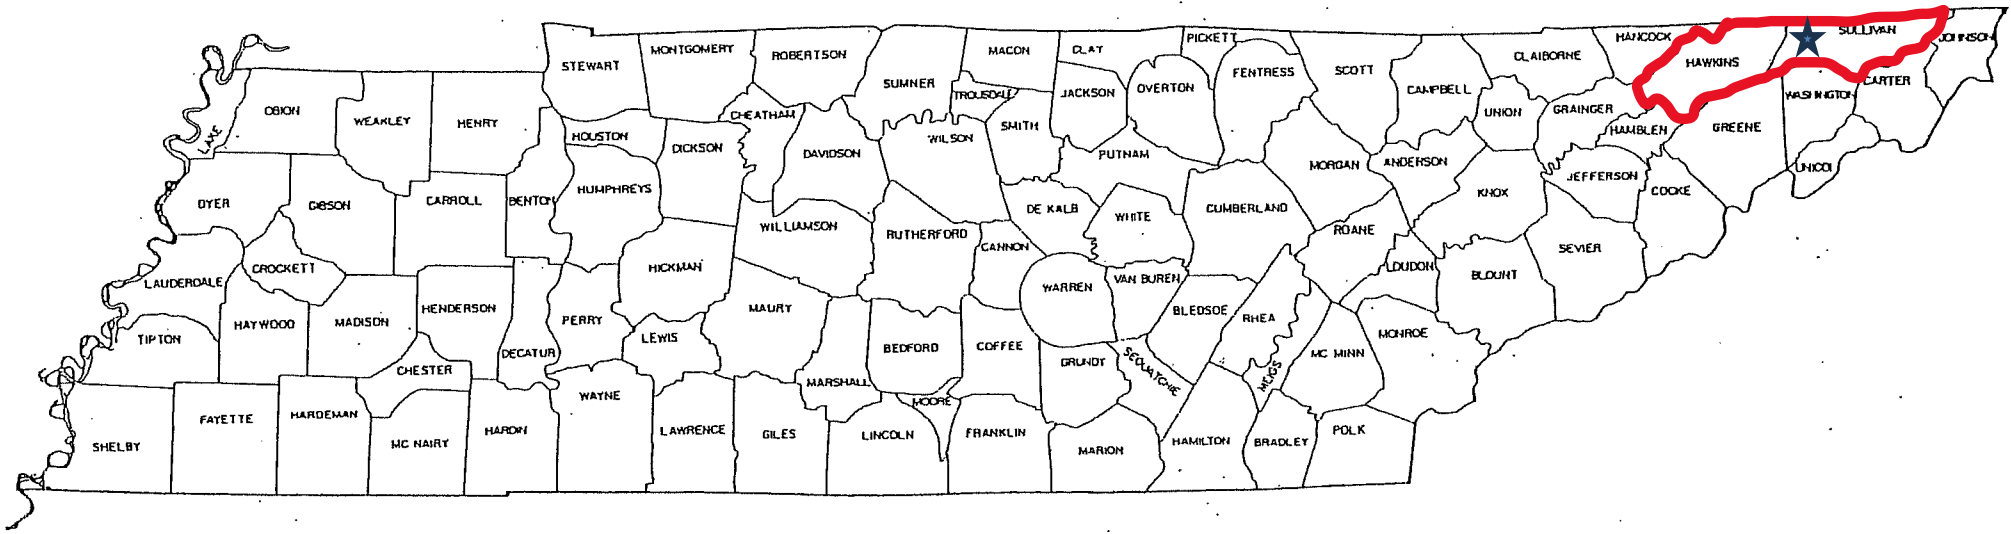 PICKETT
HANCOCK
SULLIVAN
JOHNSON
MONTGOMERY
ROBERTSON
MACON
CLAY
STEWART
SUMNER
FENTRESS
SCOTT
CLAIBORNE
HAWKINS
OBION
WEAKLEY
HENRY
CHEATHAM
TROUSDALE
JACKSON
OVERTON
CAMPBELL
UNION
GRAINGER
WASHINGTON
CARTER
LAKE
HOUSTON
DICKSON
DAVIDSON
WILSON
SMITH
PUTNAM
MORGAN
ANDERSON
HAMBLEN
GREENE
UNICOI
DYER
GIBSON
CARROLL
BENTON
HUMPHREYS
WILLIAMSON
RUTHERFORD
CANNON
DE KALB
WHITE
CUMBERLAND
ROANE
KNOX
JEFFERSON
COCKE
LAUDERDALE
CROCKETT
HICKMAN
MAURY
WARREN
VAN BUREN
BLEDSOE
RHEA
LOUDON
BLOUNT
SEVIER
TIPTON
HAYWOOD
MADISON
HENDERSON
DECATUR
PERRY
LEWIS
BEDFORD
COFFEE
GRUNDY
SEQUATCHIE
MEIGS
MC MINN
MONROE
CHESTER
MARSHALL
MOORE
SHELBY
FAYETTE
HARDEMAN
MC NAIRY
HARDIN
WAYNE
LAWRENCE
GILES
LINCOLN
FRANKLIN
MARION
HAMILTON
BRADLEY
POLK